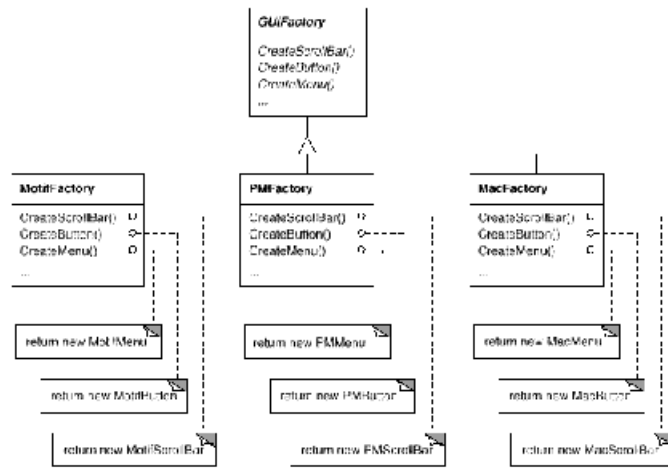 GUIFactory
CreateScrollBar()
CreateButton()
CreateMenu()
...
MotifFactory
CreateScrollBar()
CreateButton()
CreateMenu()
...
PMFactory
CreateScrollBar()
CreateButton()
CreateMenu()
...
MacFactory
CreateScrollBar()
CreateButton()
CreateMenu()
...
return new MotifMenu
return new PMMenu
return new MacMenu
return new MotifButton
return new PMButton
return new MacButton
return new MotifScrollBar
return new PMScrollBar
return new MacScrollBar